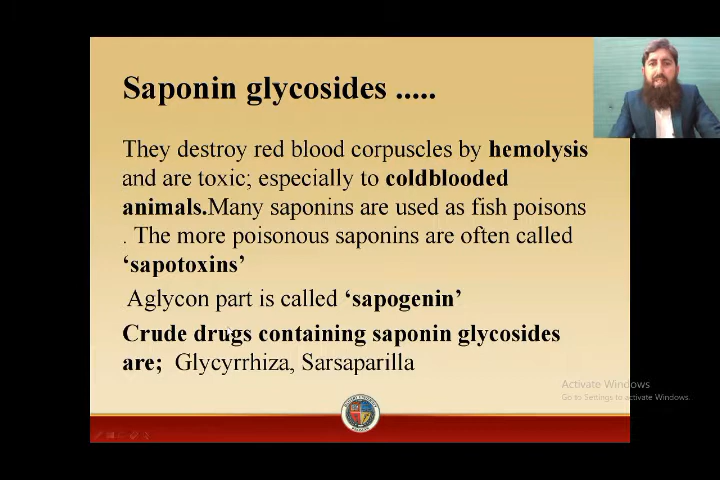 Saponin glycosides .....
They destroy red blood corpuscles by hemolysis
and are toxic; especially to coldblooded
animals.Many saponins are used as fish poisons
. The more poisonous saponins are often called
‘sapotoxins’
Aglycon part is called ‘sapogenin’
Crude drugs containing saponin glycosides
are; Glycyrrhiza, Sarsaparilla
Activate Windows
Go to Settings to activate Windows.